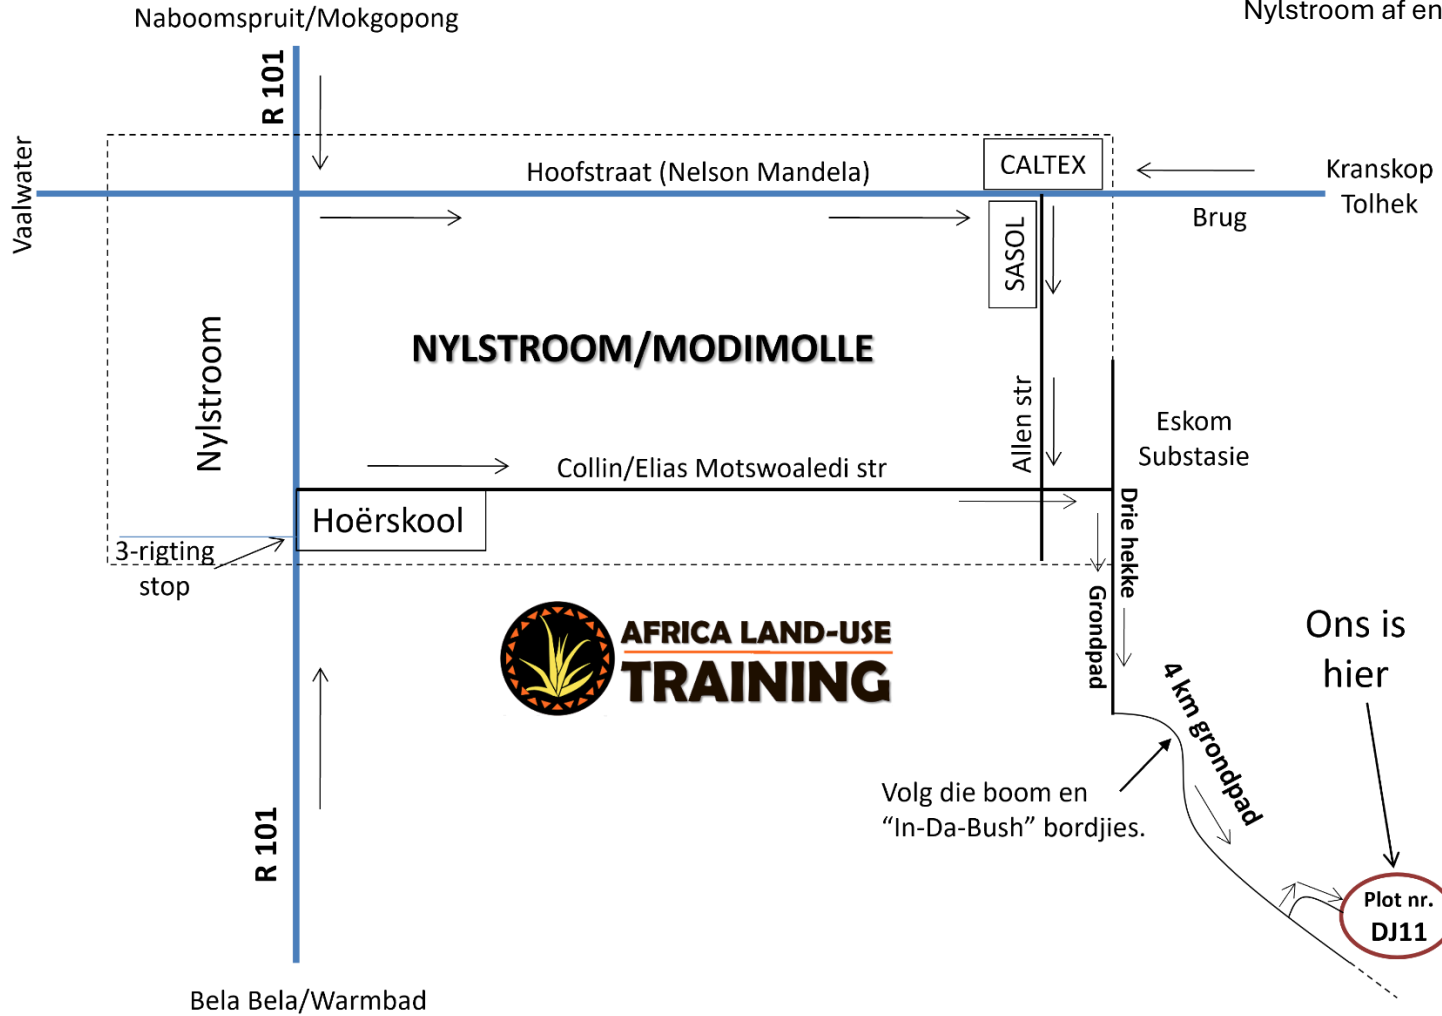 Naboomspruit/Mokgopong
Nylstroom af en
R 101
Vaalwater
Hoofstraat (Nelson Mandela)
CALTEX
Kranskop
Tolhek
Brug
SASOL
Nylstroom
NYLSTROOM/MODIMOLLE
Allen str
Eskom
Substasie
Collin/Elias Motswoaledi str
Hoërskool
3-rigting
stop
Drie hekke
Grondpad
AFRICA LAND-USE
TRAINING
Ons is
hier
4 km grondpad
Volg die boom en
“In-Da-Bush” bordjies.
R 101
Plot nr.
DJ11
Bela Bela/Warmbad